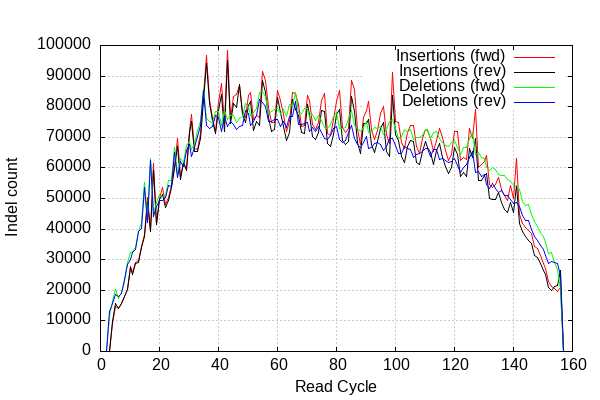 100000
90000
80000
70000
60000
50000
40000
30000
20000
10000
0
Indel count
Insertions (fwd)
Insertions (rev)
Deletions (fwd)
Deletions (rev)
0 20 40 60 80 100 120 140 160
Read Cycle